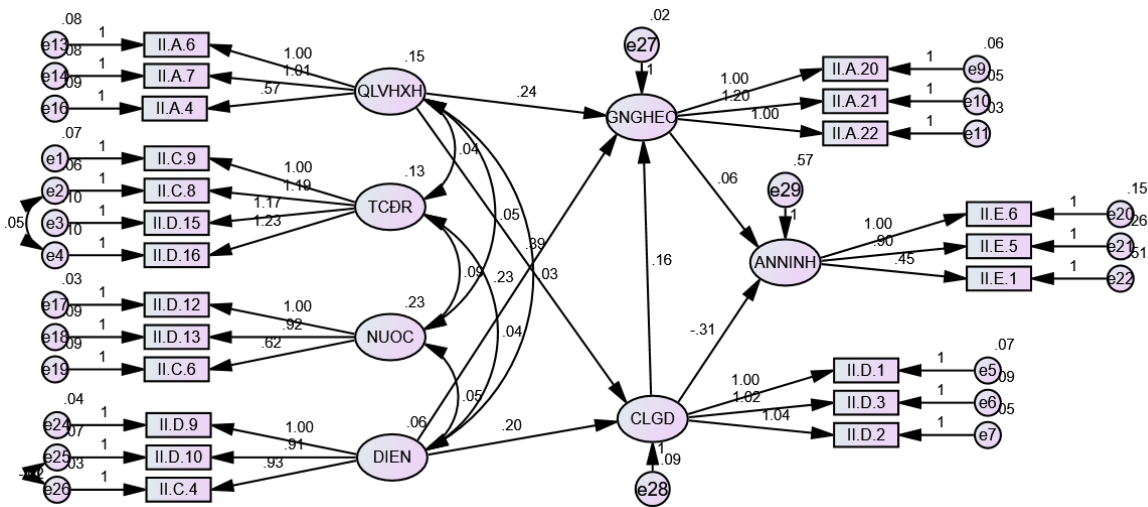 .08
e13 1 II.A.6 1.00
.08
e14 1 II.A.7 1.01
.09
e16 1 II.A.4 .57
.15
QLVHXH
.24
.07
e1 1 II.C.9 1.00
.06
e2 1 II.C.8 1.19
.10
e3 1 II.D.15 1.17
.10
e4 1 II.D.16 1.23
.05
.13
TCĐR
.04
.03
e17 1 II.D.12 1.00
.09
e18 1 II.D.13 .92
.09
e19 1 II.C.6 .62
.23
NUOC
.09
.05
.39
.23
.03
.04
.05
.04
e24 1 II.D.9 1.00
.07
e25 1 II.D.10 .91
.03
e26 1 II.C.4 .93
.06
DIEN
.20
.02
e27
1
GNGHEO
1.00 II.A.20 1 e9 .06
1.20 II.A.21 1 e10 .05
1.00 II.A.22 1 e11 .03
.06
.57
e29
1
ANNINH
1.00 II.E.6 1 e20 .15
.90 II.E.5 1 e21 .26
.45 II.E.1 1 e22 .51
.16
-.31
CLGD
1.00 II.D.1 1 e5 .07
1.02 II.D.3 1 e6 .09
1.04 II.D.2 1 e7 .05
1
.09
e28